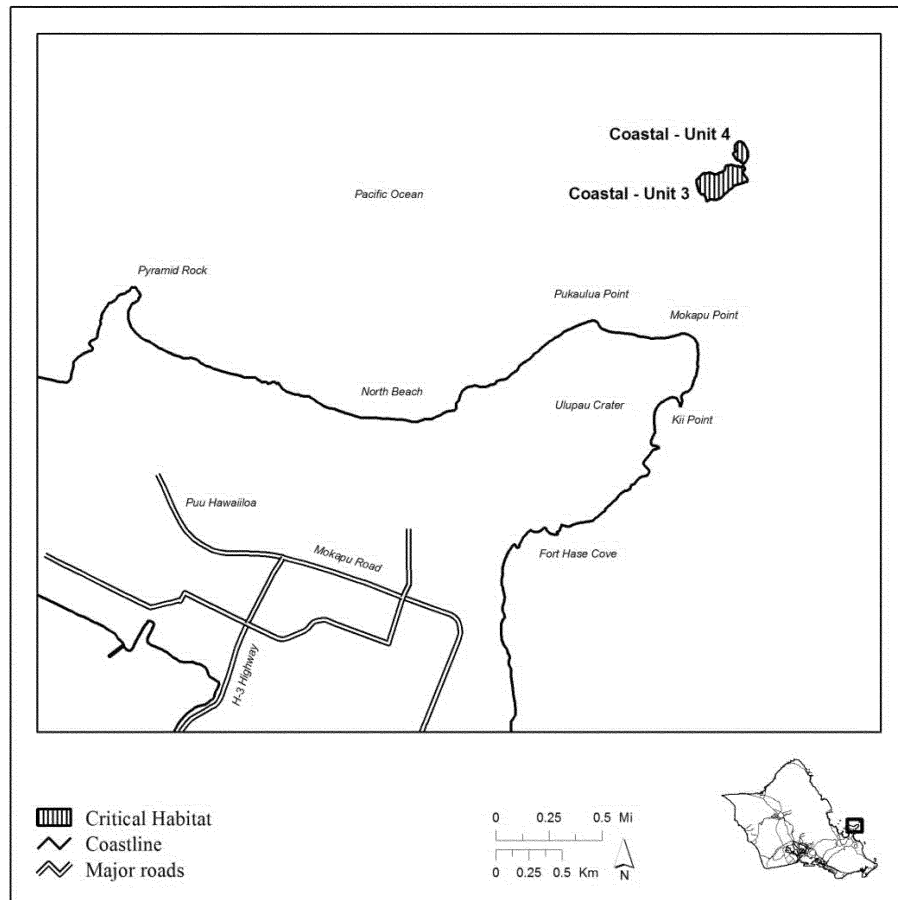 Coastal - Unit 4
Coastal - Unit 3
Pacific Ocean
Pyramid Rock
Pukaulua Point
Mokapu Point
North Beach
Ulupau Crater
Kii Point
Puu Hawaiiloa
Mokapu Road
Fort Hase Cove
H-3 Highway
Critical Habitat
Coastline
Major roads
0 0.25 0.5 Mi
0 0.25 0.5 Km
N